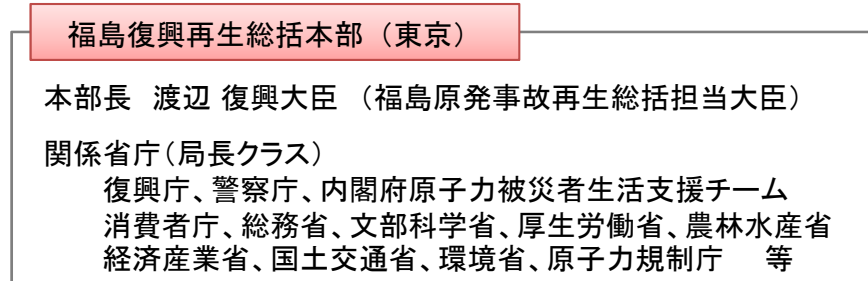 福島復興再生総括本部（東京）
本部長　渡辺 復興大臣 （福島原発事故再生総括担当大臣）
関係省庁（局長クラス）
復興庁、警察庁、内閣府原子力被災者生活支援チーム
消費者庁、総務省、文部科学省、厚生労働省、農林水産省
経済産業省、国土交通省、環境省、原子力規制庁　等